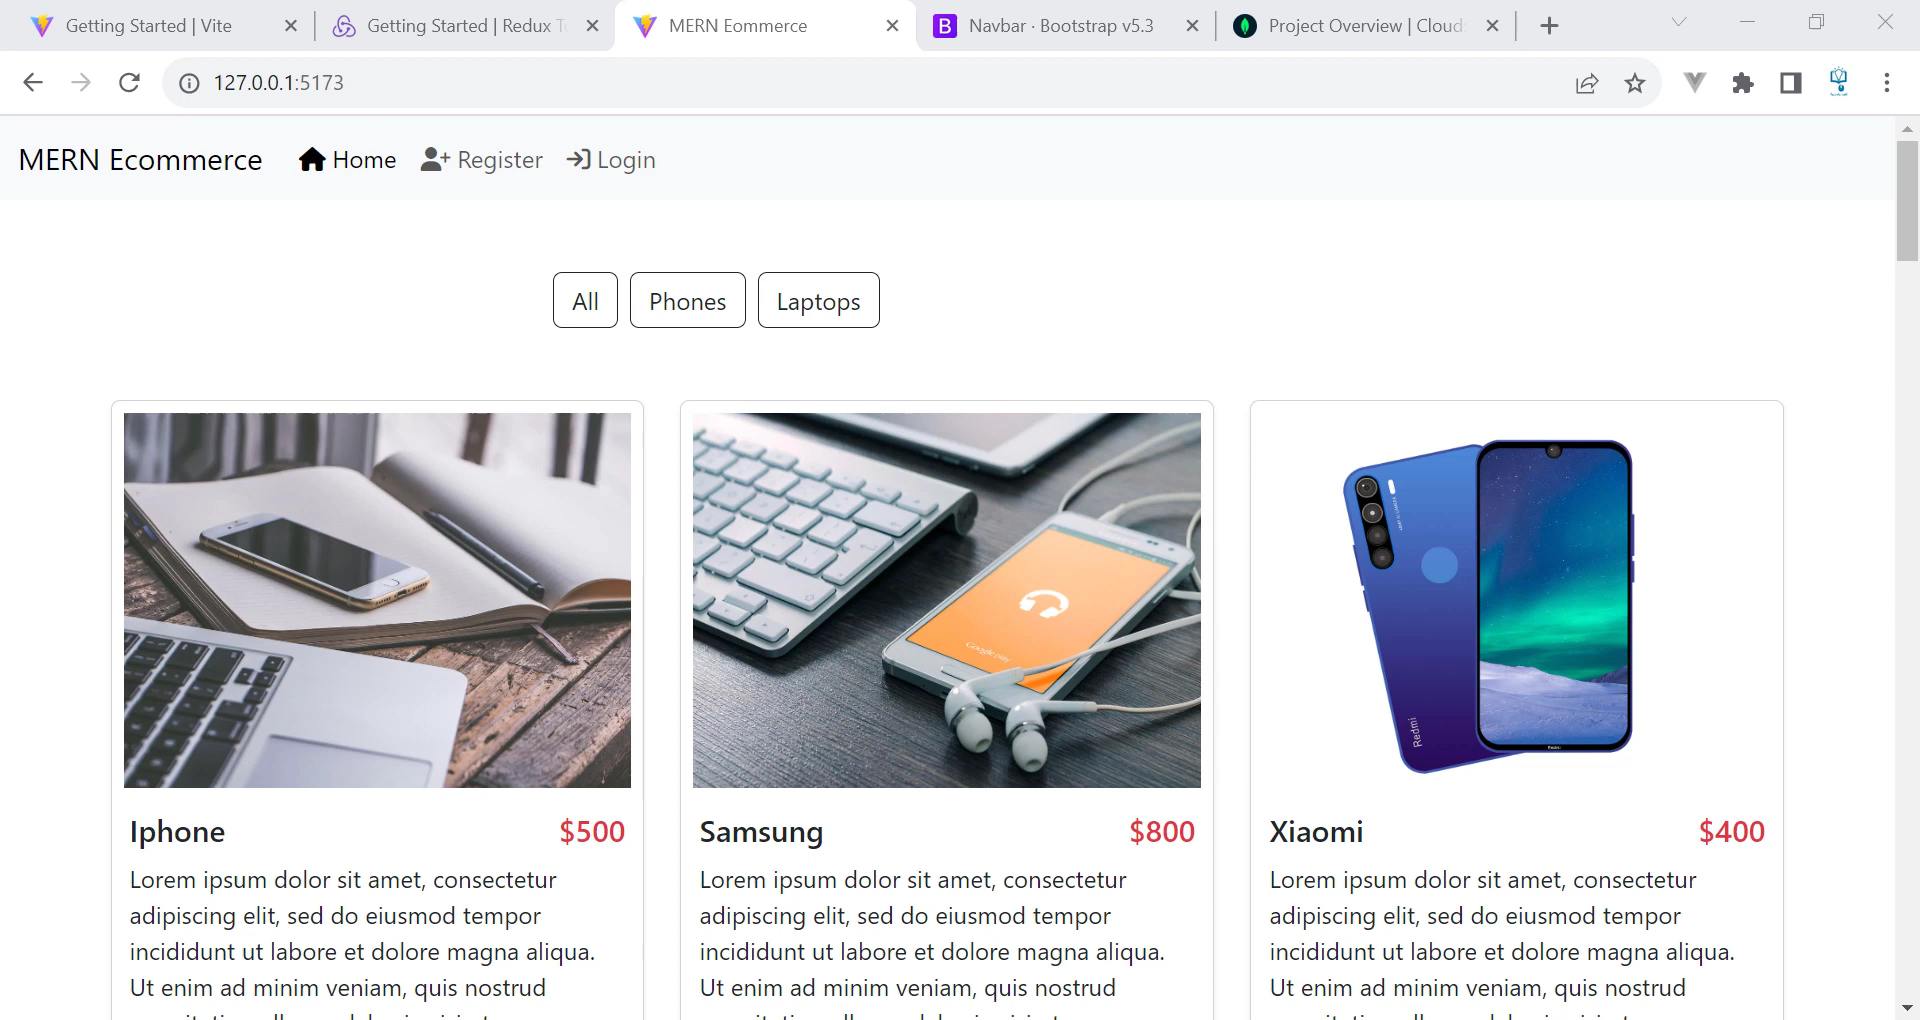 Getting Started | Vite
Getting Started | Redux
MERN Eommerce
Navbar · Bootstrap v5.3
Project Overview | Cloud
127.0.0.1:5173
MERN Ecommerce Home Register Login
All Phones Laptops
Google play
Redmi
Redmi
Iphone $500
Lorem ipsum dolor sit amet, consectetur
adipiscing elit, sed do eiusmod tempor
incididunt ut labore et dolore magna aliqua.
Ut enim ad minim veniam, quis nostrud
Samsung $800
Lorem ipsum dolor sit amet, consectetur
adipiscing elit, sed do eiusmod tempor
incididunt ut labore et dolore magna aliqua.
Ut enim ad minim veniam, quis nostrud
Xiaomi $400
Lorem ipsum dolor sit amet, consectetur
adipiscing elit, sed do eiusmod tempor
incididunt ut labore et dolore magna aliqua.
Ut enim ad minim veniam, quis nostrud